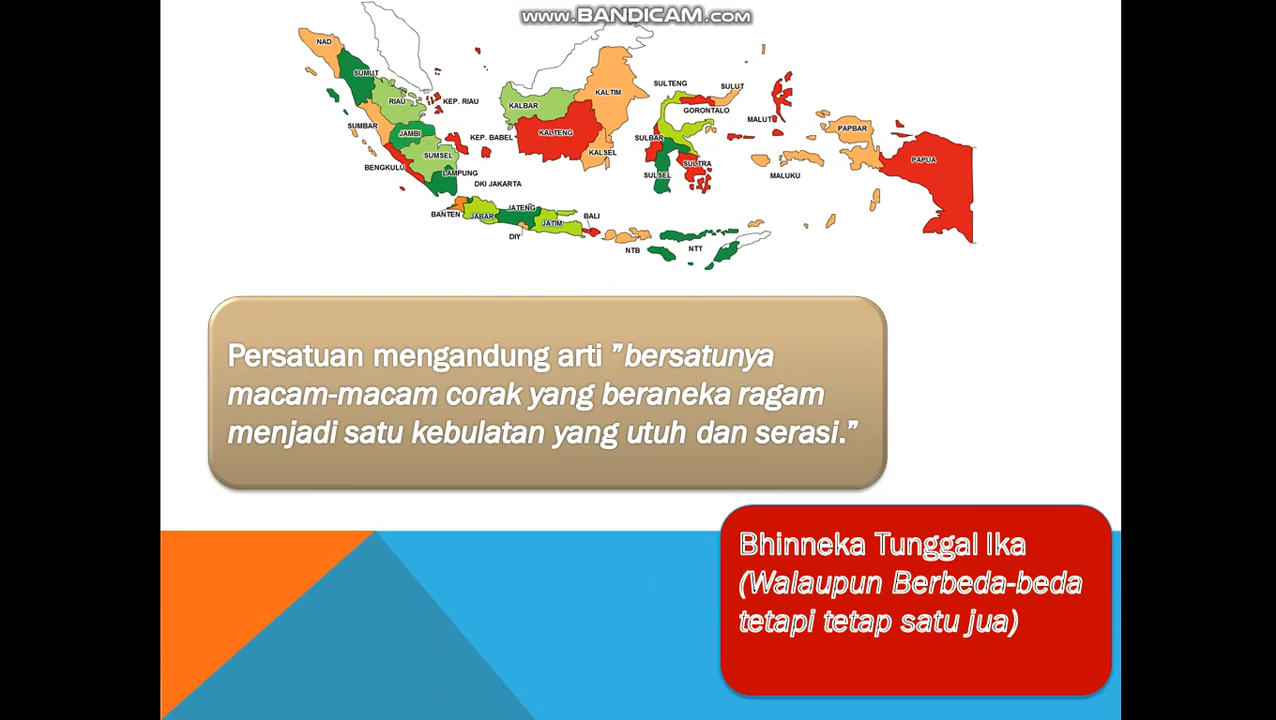 www.BANDICAM.com
NAD
SUMUT
RIAU
KEP. RIAU
SUMBAR
JAMBI
SUMSEL
KEP. BABEL
BENGKULU
LAMPUNG
DKI JAKARTA
BANTEN
JABAR
JATENG
DIY
JATIM
BALI
NTB
NTT
KALBAR
KALTENG
KALTIM
KALSEL
SULTENG
SULUT
GORONTALO
SULBAR
SULSEL
SULTRA
MALUT
MALUKU
PAPBAR
PAPUA
Persatuan mengandung arti ”bersatunya
macam-macam corak yang beraneka ragam
menjadi satu kebulatan yang utuh dan serasi.”
Bhinneka Tunggal Ika
(Walaupun Berbeda-beda
tetapi tetap satu jua)